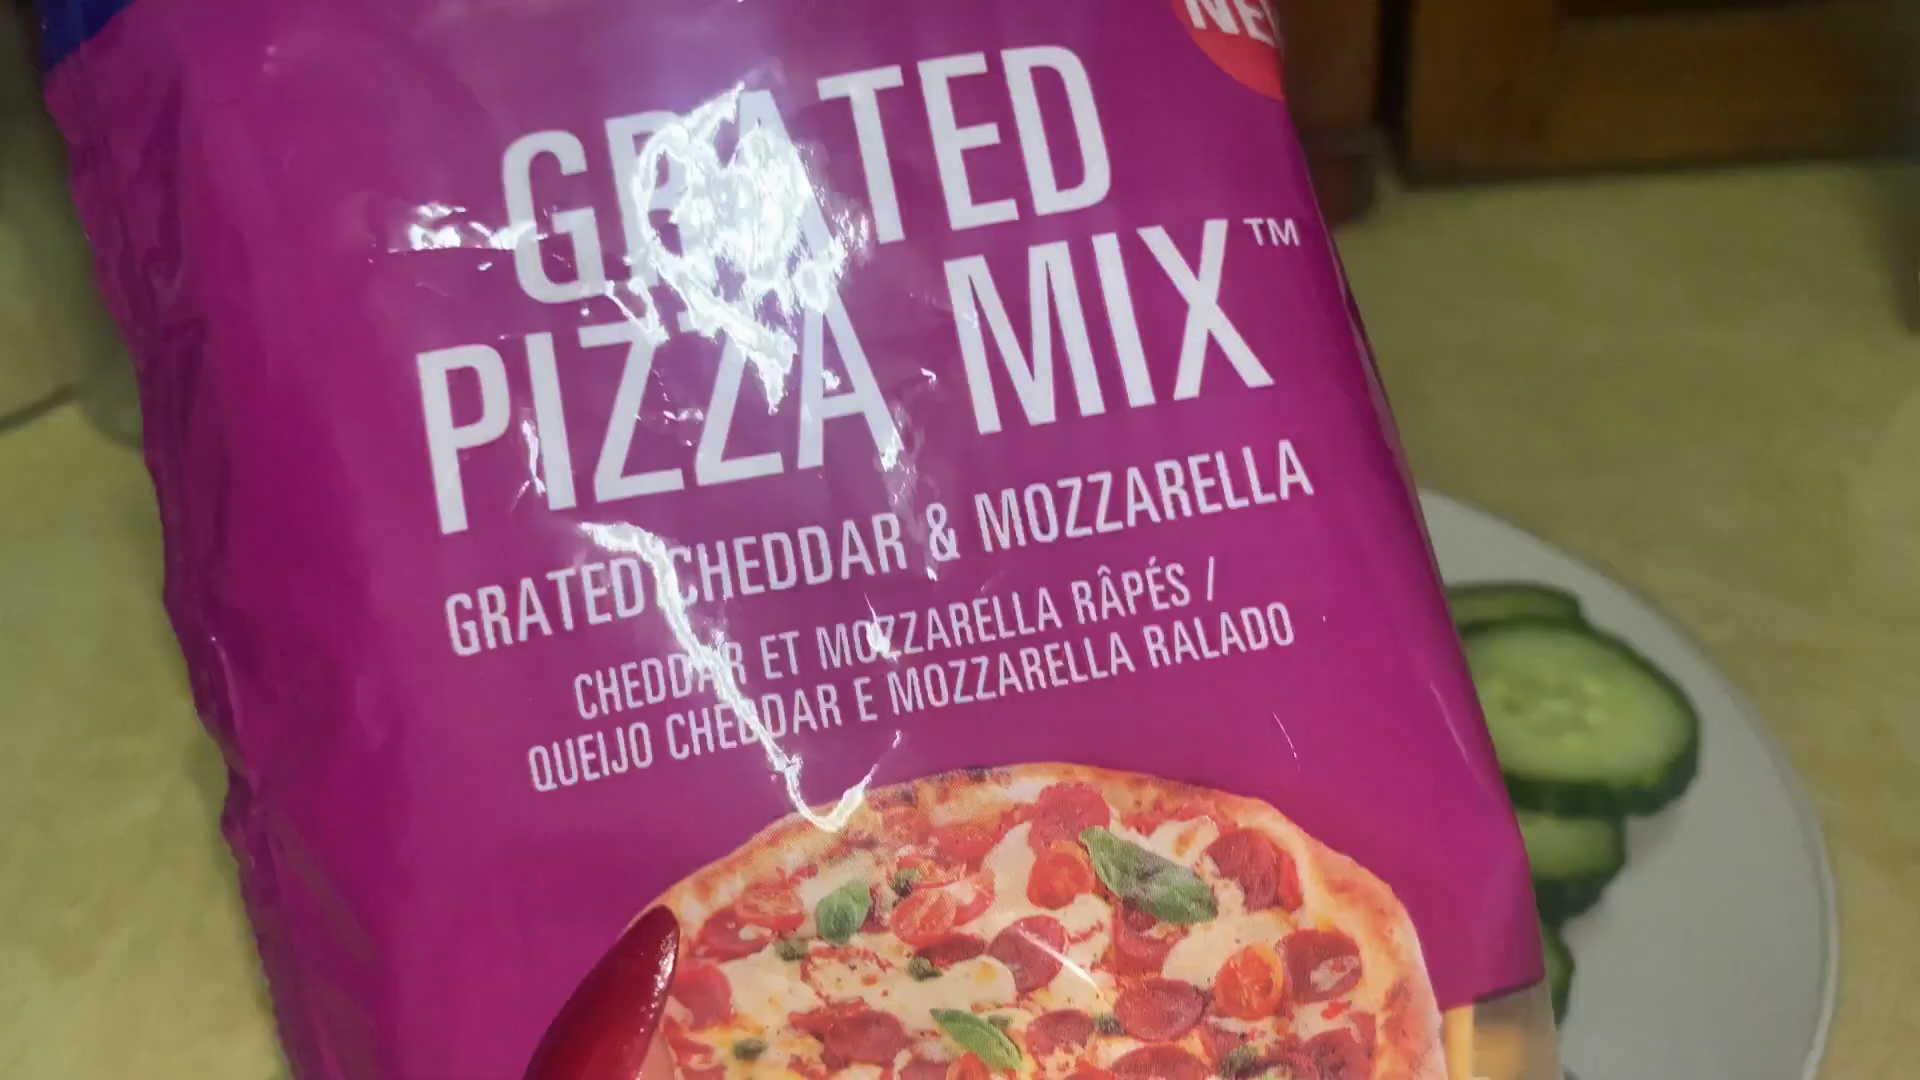 GRATED
PIZZA MIX™
GRATED CHEDDAR & MOZZARELLA
CHEDDAR ET MOZZARELLA RÂPÉS /
QUEIJO CHEDDAR E MOZZARELLA RALADO